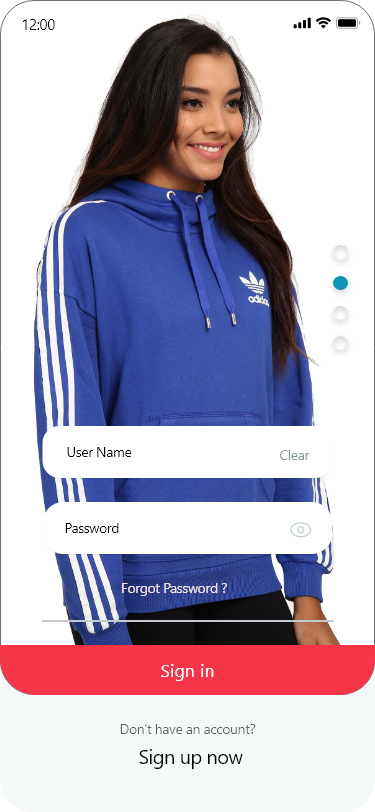 12:00
adidas
User Name
Clear
Password
Forgot Password ?
Sign in
Don't have an account?
Sign up now